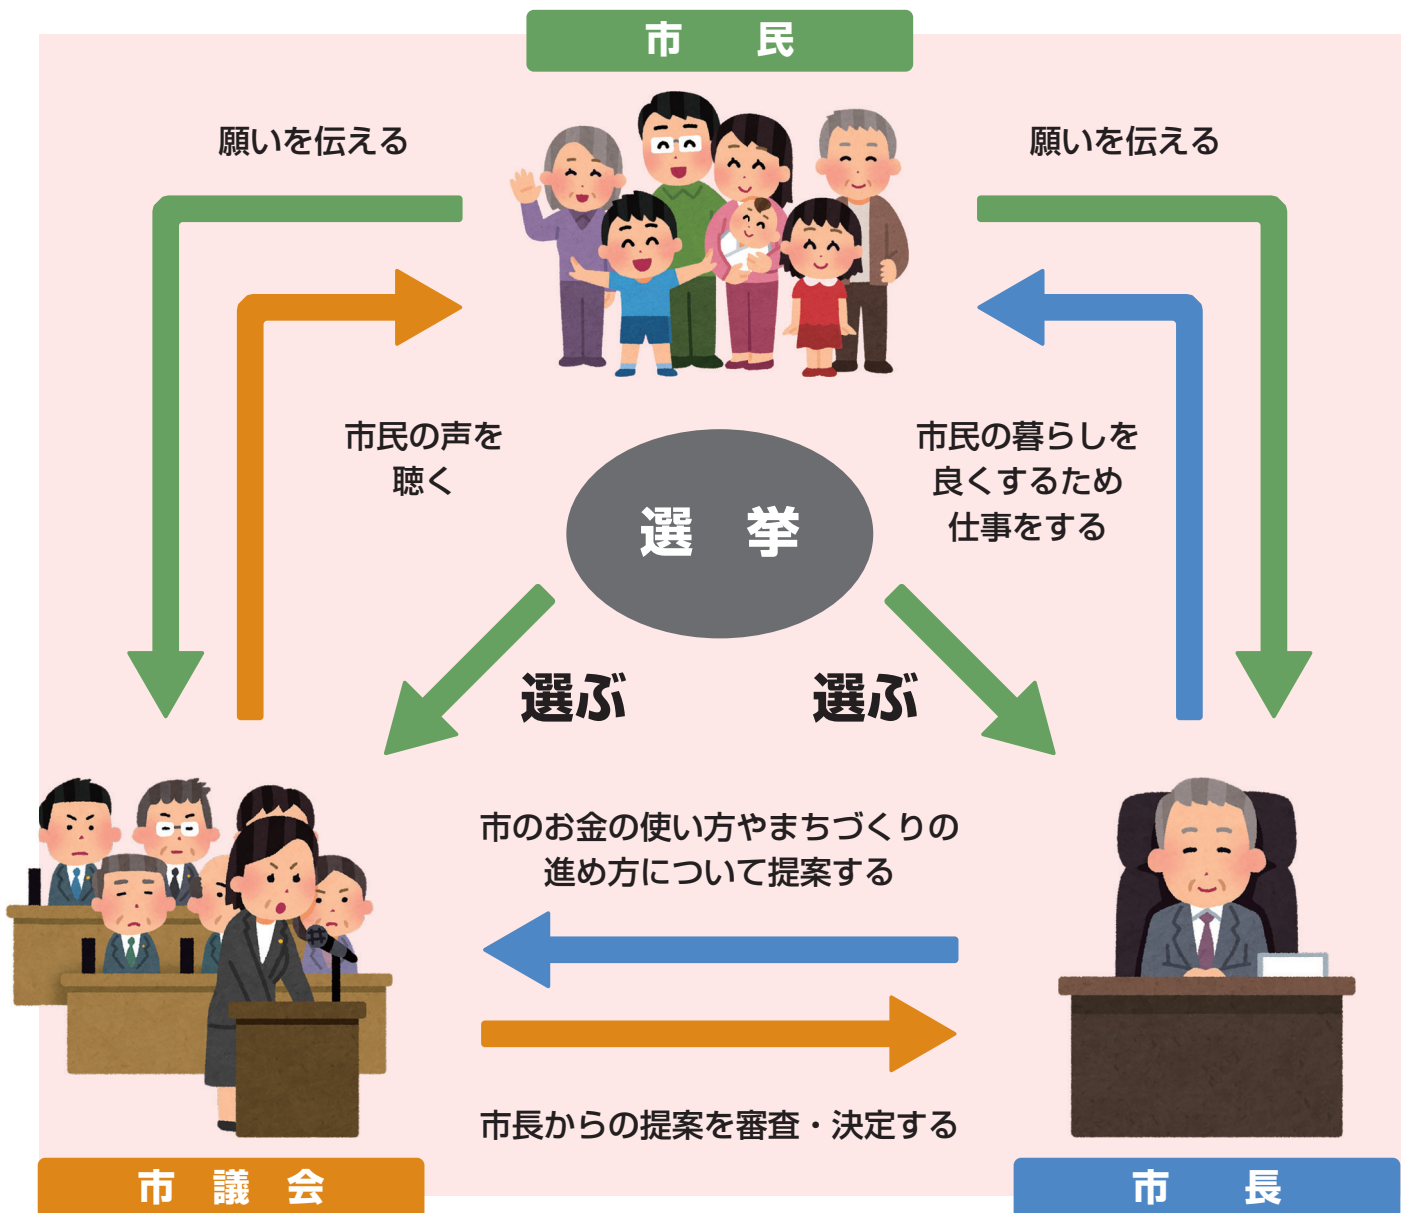 市 民
願いを伝える
願いを伝える
市民の声を
聴く
市民の暮らしを
良くするため
仕事をする
選 挙
選ぶ
選ぶ
市のお金の使い方やまちづくりの
進め方について提案する
市長からの提案を審査・決定する
市 議 会
市 長